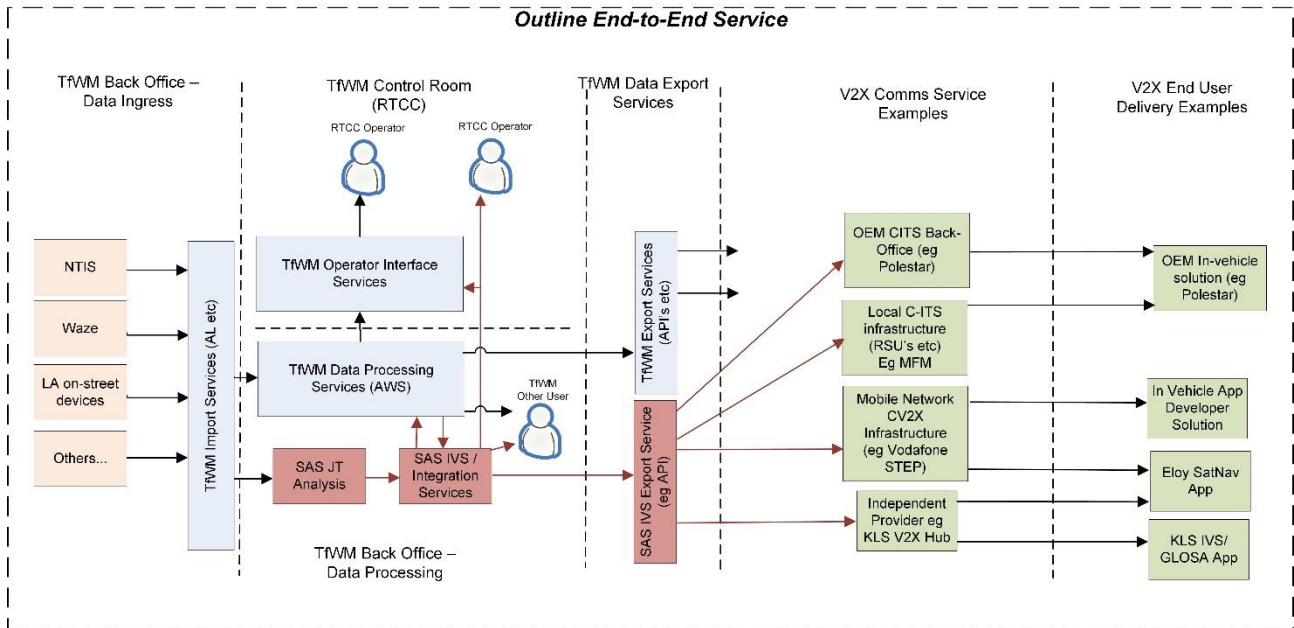 Outline End-to-End Service
TfWM Back Office –
Data Ingress
TfWM Control Room
(RTCC)
TfWM Data Export
Services
V2X Comms Service
Examples
V2X End User
Delivery Examples
RTCC Operator
RTCC Operator
NTIS
Waze
LA on-street
devices
Others...
TfWM Import Services (AL etc)
TfWM Operator Interface
Services
TfWM Data Processing
Services (AWS)
TfWM
Other User
SAS JT
Analysis
SAS IVS /
Integration
Services
TfWM Back Office –
Data Processing
TfWM Export Services
(API's etc)
SAS IVS Export Service
(eg API)
OEM CITS Back-
Office (eg
Polestar)
Local C-ITS
infrastructure
(RSU's etc)
Eg MFM
Mobile Network
CV2X
Infrastructure
(eg Vodafone
STEP)
Independent
Provider eg
KLS V2X Hub
OEM In-vehicle
solution (eg
Polestar)
In Vehicle App
Developer
Solution
Eloy SatNav
App
KLS IVS/
GLOSA App